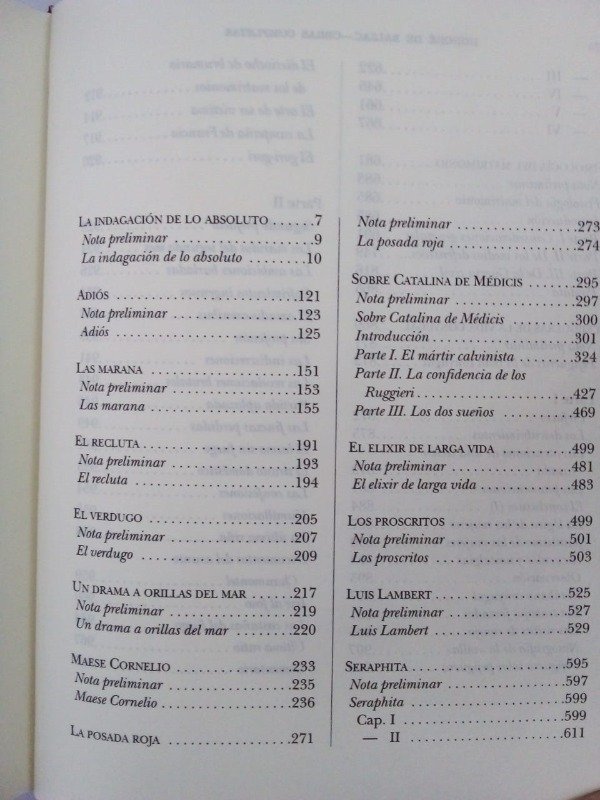 LA INDAGACIÓN DE LO ABSOLUTO ......7
Nota preliminar ....................9
La indagación de lo absoluto .........10
ADIÓS ...........................121
Nota preliminar ..................123
Adiós ...........................125
LAS MARANA .....................151
Nota preliminar ..................153
Las marana ......................155
EL RECLUTA ......................191
Nota preliminar ..................193
El recluta ........................194
EL VERDUGO .....................205
Nota preliminar ..................207
El verdugo .......................209
UN DRAMA A ORILLAS DEL MAR ......217
Nota preliminar ..................219
Un drama a orillas del mar .........220
MAESE CORNELIO .................233
Nota preliminar ..................235
Maese Cornelio ...................236
LA POSADA ROJA .................271
Nota preliminar ..................273
La posada roja ....................274
SOBRE CATALINA DE MÉDICIS .......295
Nota preliminar ..................297
Sobre Catalina de Médicis ..........300
Introducción .....................301
Parte I. El mártir calvinista ........324
Parte II. La confidencia de los
Ruggieri .......................427
Parte III. Los dos sueños ...........469
EL ELIXIR DE LARGA VIDA .........499
Nota preliminar ..................481
El elixir de larga vida ..............483
LOS PROSCRITOS ..................499
Nota preliminar ..................501
Los proscritos .....................503
LUIS LAMBERT ....................525
Nota preliminar ..................527
Luis Lambert .....................529
SERAPHITA .......................595
Nota preliminar ..................597
Seraphita ........................599
Cap. I .........................599
— II .........................611